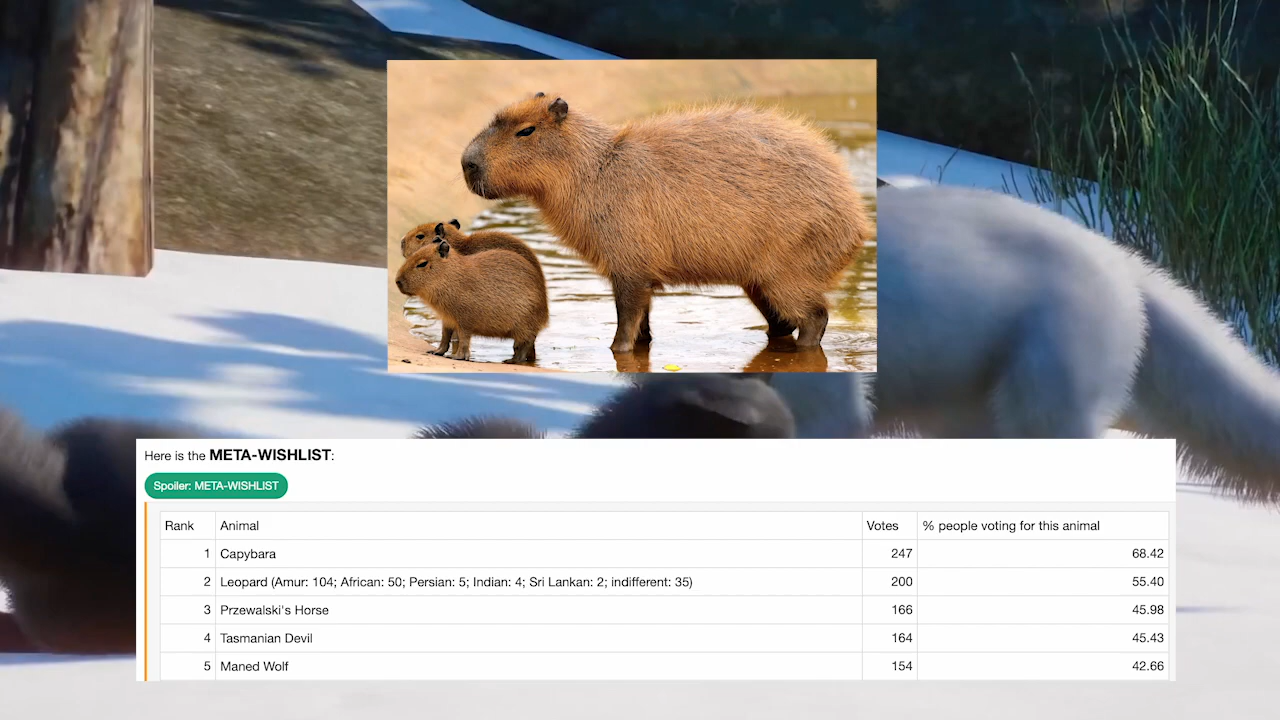 Here is the META-WISHLIST:
Spoiler: META-WISHLIST
Rank Animal Votes % people voting for this animal
1 Capybara 247 68.42
2 Leopard (Amur: 104; African: 50; Persian: 5; Indian: 4; Sri Lankan: 2; indifferent: 35) 200 55.40
3 Przewalski's Horse 166 45.98
4 Tasmanian Devil 164 45.43
5 Maned Wolf 154 42.66